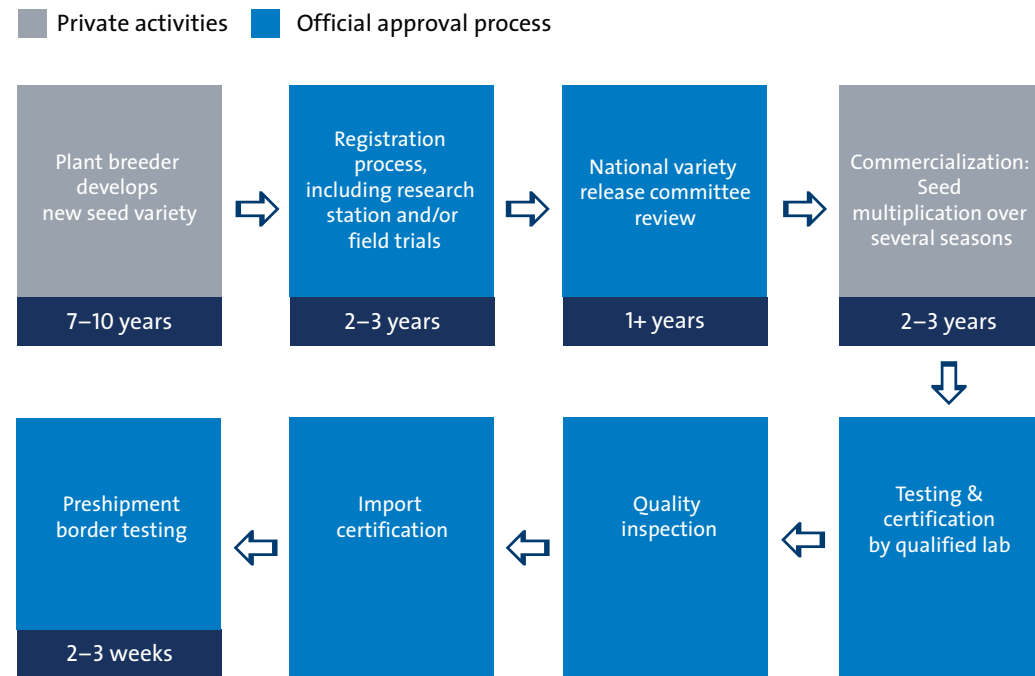 Private activities
Official approval process
Plant breeder
develops
new seed variety
7–10 years
Registration
process,
including research
station and/or
field trials
2–3 years
National variety
release committee
review
1+ years
Commercialization:
Seed
multiplication over
several seasons
2–3 years
Testing &
certification
by qualified lab
Quality
inspection
Import
certification
Preshipment
border testing
2–3 weeks